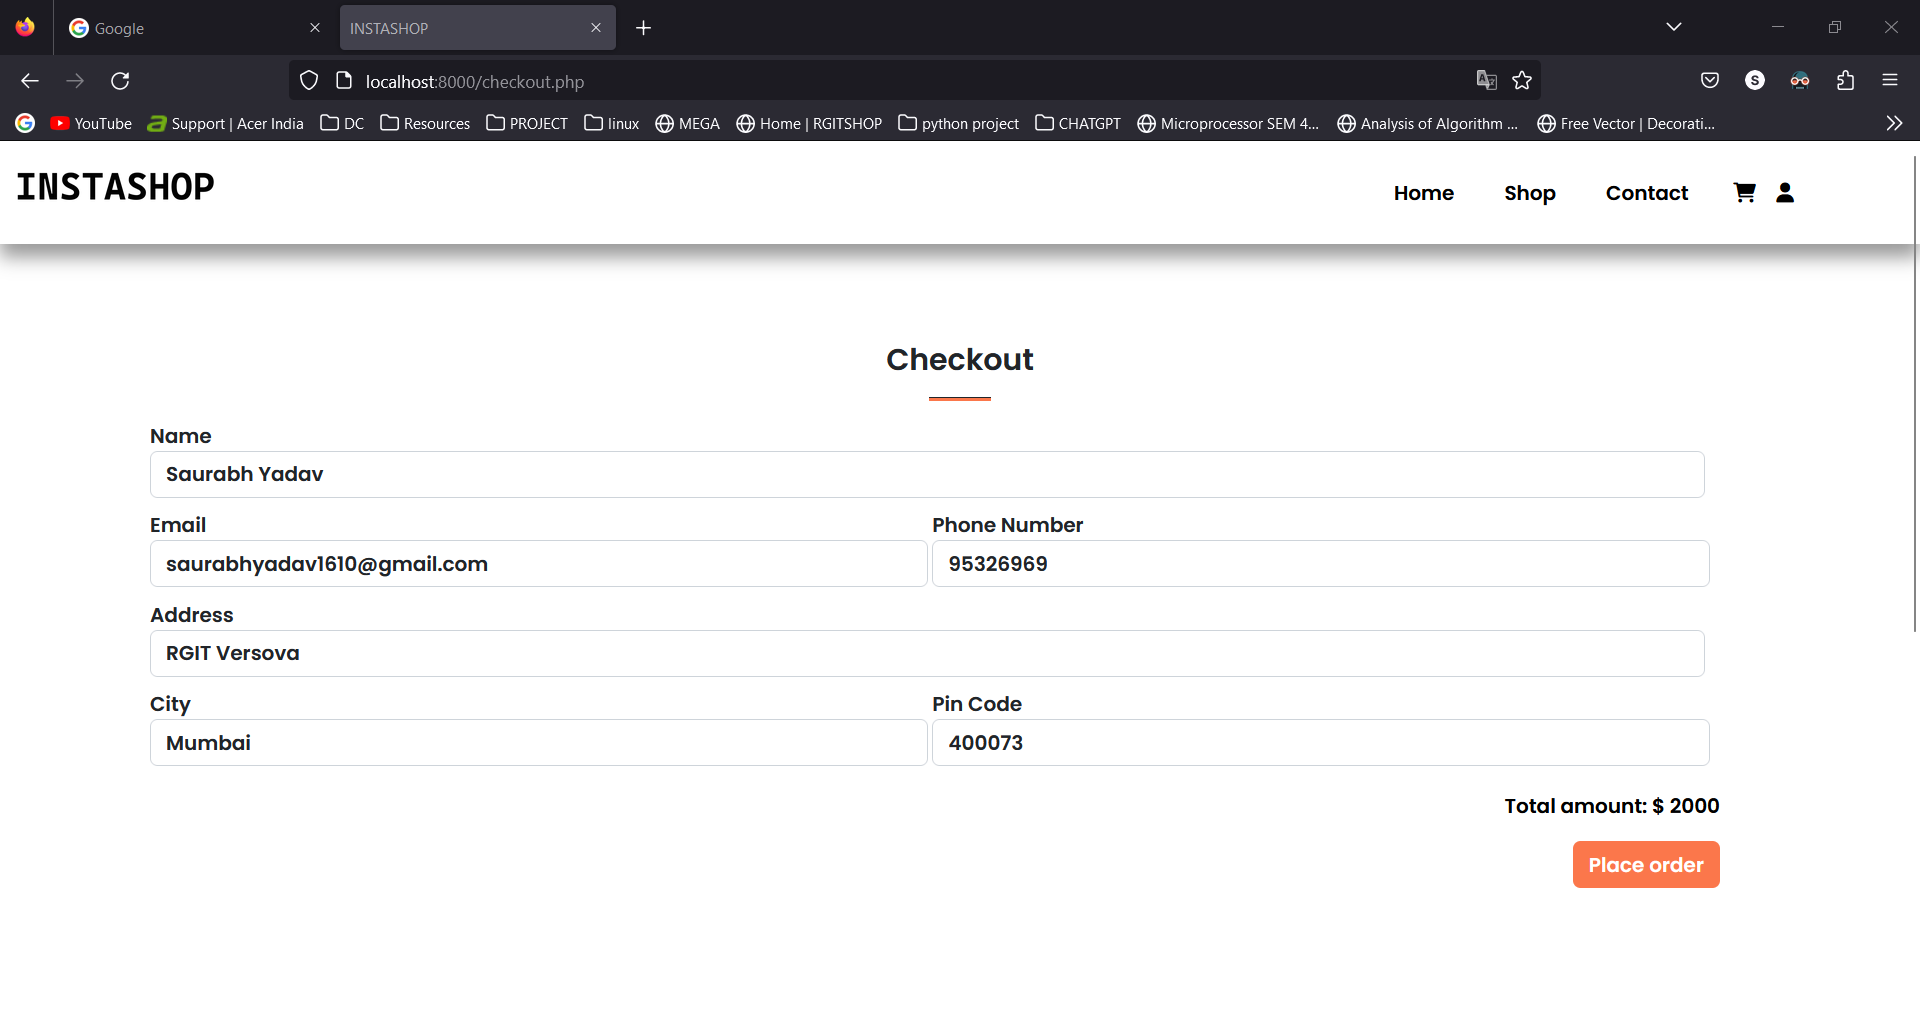 Google
INSTASHOP
localhost:8000/checkout.php
S
YouTube Support | Acer India DC Resources PROJECT linux MEGA Home | RGITSHOP python project CHATGPT Microprocessor SEM 4... Analysis of Algorithm ... Free Vector | Decorati...
INSTASHOP
Home Shop Contact
Checkout
Name
Saurabh Yadav
Email Phone Number
saurabhyadav1610@gmail.com 95326969
Address
RGIT Versova
City Pin Code
Mumbai 400073
Total amount: $ 2000
Place order